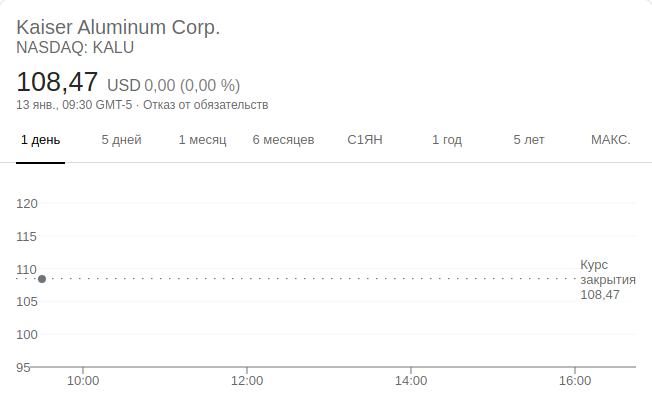 Kaiser Aluminum Corp.
NASDAQ: KALU
108,47 USD 0,00 (0,00 %)
13 янв., 09:30 GMT-5 · Отказ от обязательств
1 день 5 дней 1 месяц 6 месяцев С1ЯН 1 год 5 лет МАКС.
120
115
110
105
100
95
Курс
закрытия
108,47
10:00 12:00 14:00 16:00